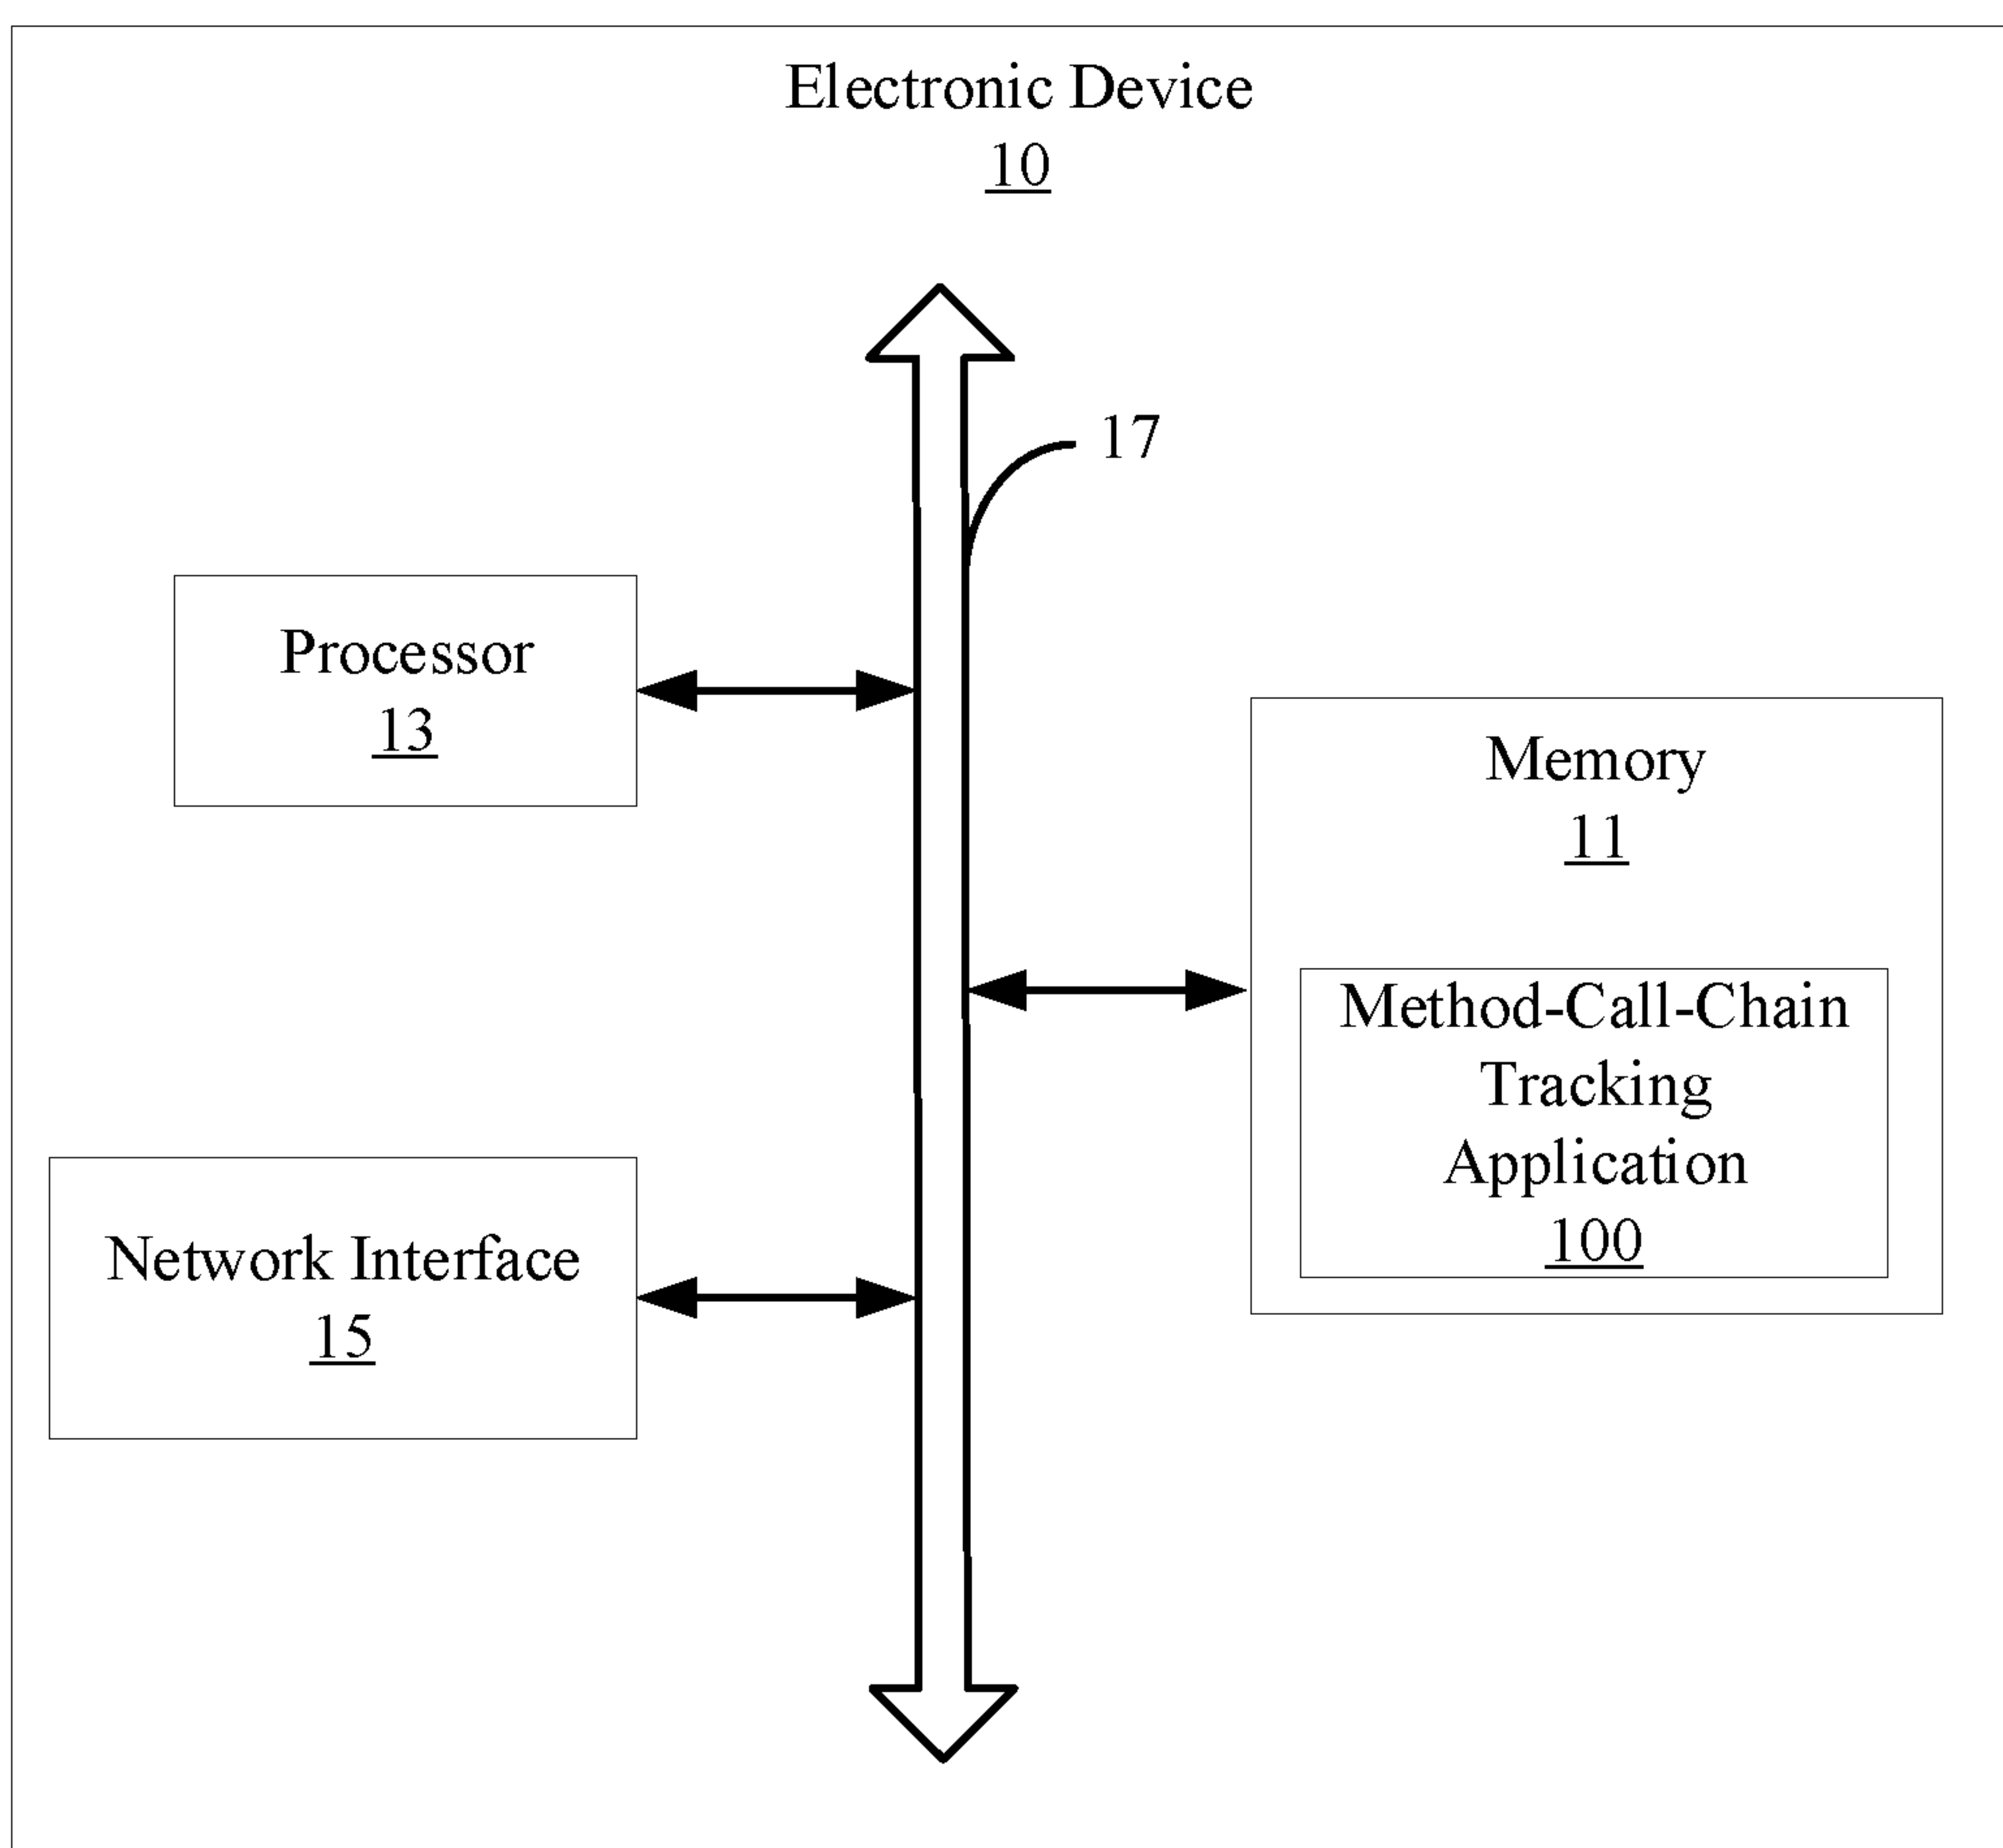 Electronic Device
10
17
Processor
13
Memory
11
Method-Call-Chain
Tracking
Application
100
Network Interface
15